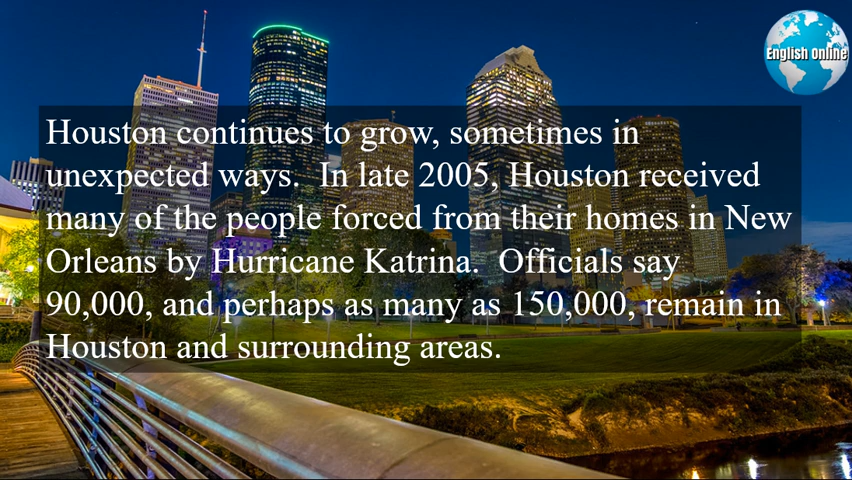 English Online
Houston continues to grow, sometimes in
unexpected ways.  In late 2005, Houston received
many of the people forced from their homes in New
Orleans by Hurricane Katrina.  Officials say
90,000, and perhaps as many as 150,000, remain in
Houston and surrounding areas.